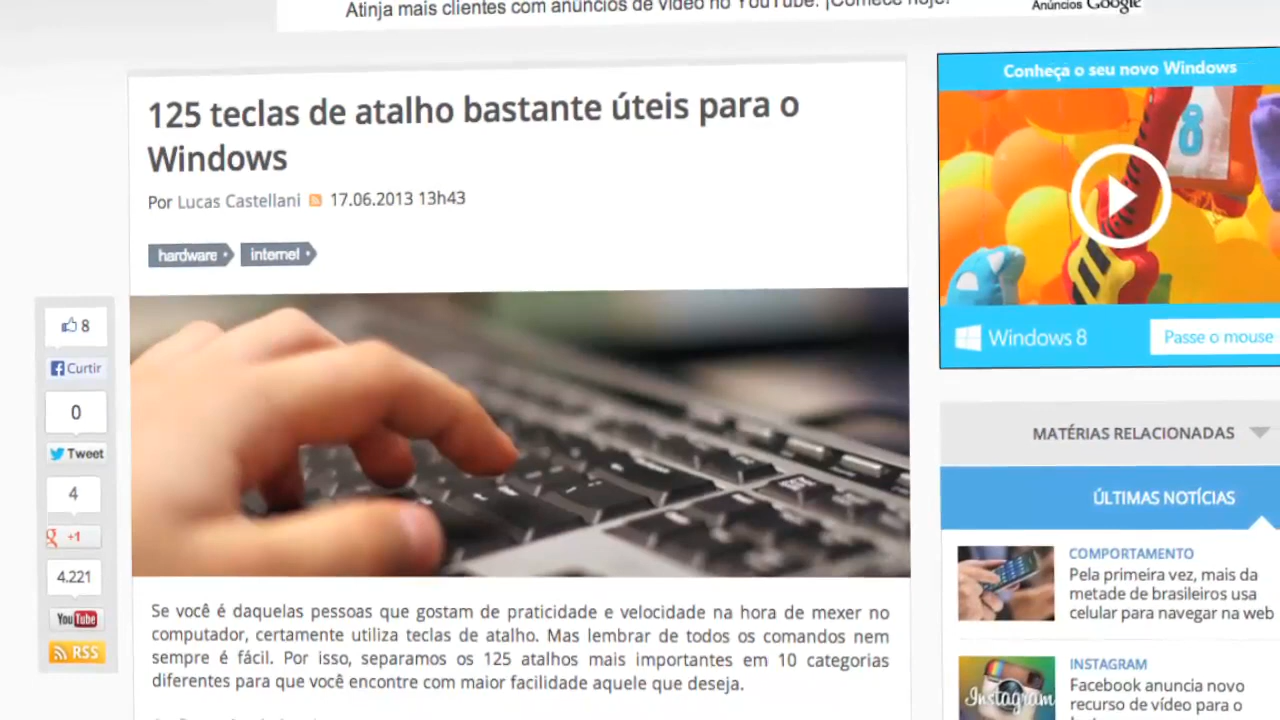 Atinja mais clientes com anúncios de vídeo no YouTube. ¡Comece hoje!
Anúncios Google
125 teclas de atalho bastante úteis para o
Windows
Por Lucas Castellani 17.06.2013 13h43
hardware
internet
8
Curtir
0
Tweet
4
g +1
4.221
YouTube
RSS
Se você é daquelas pessoas que gostam de praticidade e velocidade na hora de mexer no
computador, certamente utiliza teclas de atalho. Mas lembrar de todos os comandos nem
sempre é fácil. Por isso, separamos os 125 atalhos mais importantes em 10 categorias
diferentes para que você encontre com maior facilidade aquele que deseja.
Conheça o seu novo Windows
8
Windows 8
Passe o mouse
MATÉRIAS RELACIONADAS
ÚLTIMAS NOTÍCIAS
COMPORTAMENTO
Pela primeira vez, mais da
metade de brasileiros usa
celular para navegar na web
Instagram
INSTAGRAM
Facebook anuncia novo
recurso de vídeo para o